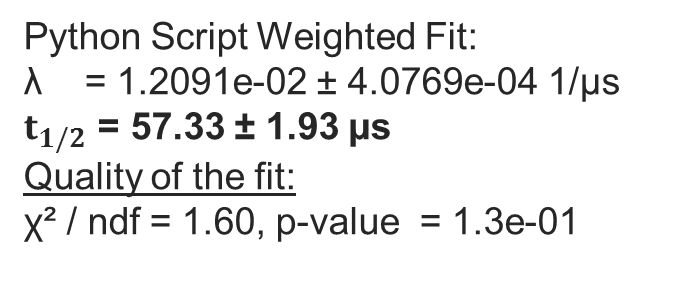 Python Script Weighted Fit:
λ = 1.2091e-02 ± 4.0769e-04 1/μs
t1/2 = 57.33 ± 1.93 μs
Quality of the fit:
χ² / ndf = 1.60, p-value = 1.3e-01